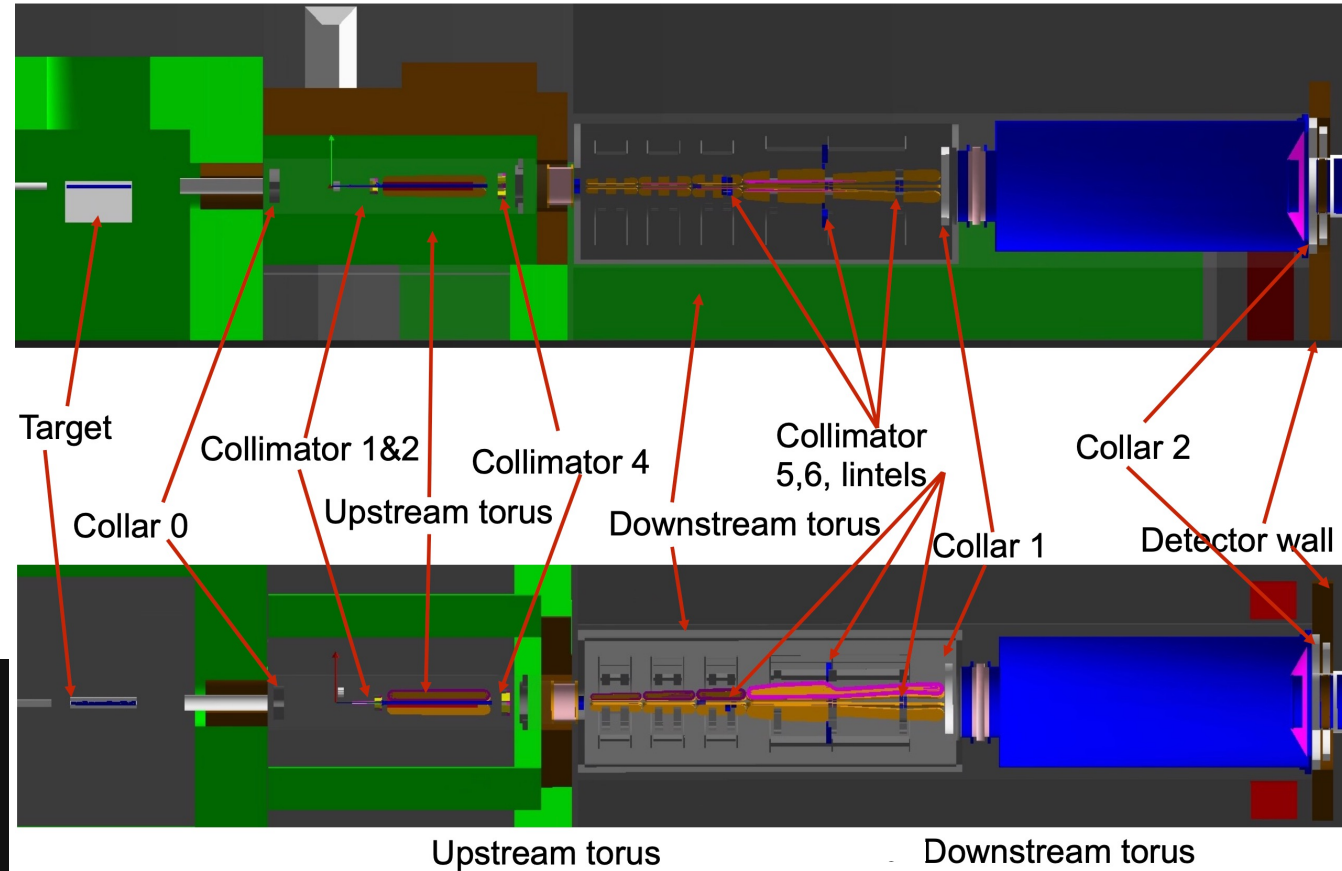 Target
Collimator 1&2
Collimator 4
Collimator
5,6, lintels
Collar 2
Collar 0
Upstream torus
Downstream torus
Collar 1
Detector wall
Upstream torus
Downstream torus